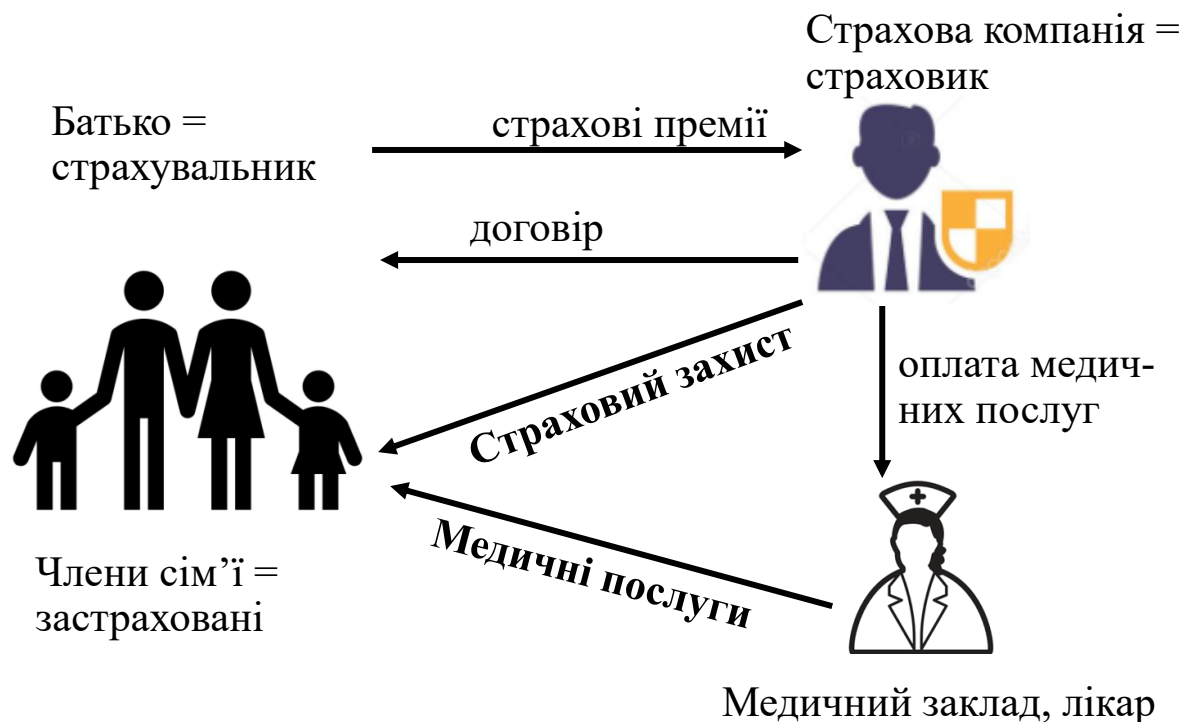 Страхова компанія =
страховик
Батько =
страхувальник
страхові премії
договір
Страховий захист
оплата медич-
них послуг
Медичні послуги
Члени сім’ї =
застраховані
Медичний заклад, лікар